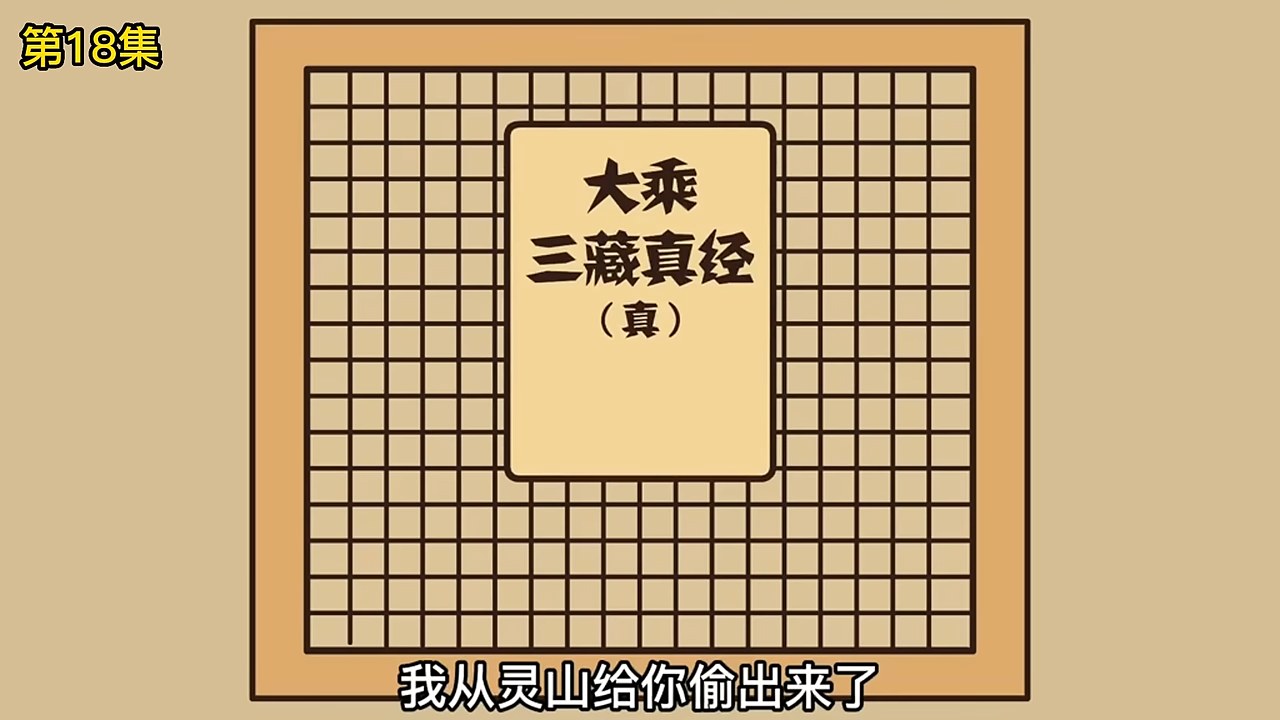 第18集
大乘
三藏真经
（真）
我从灵山给你偷出来了